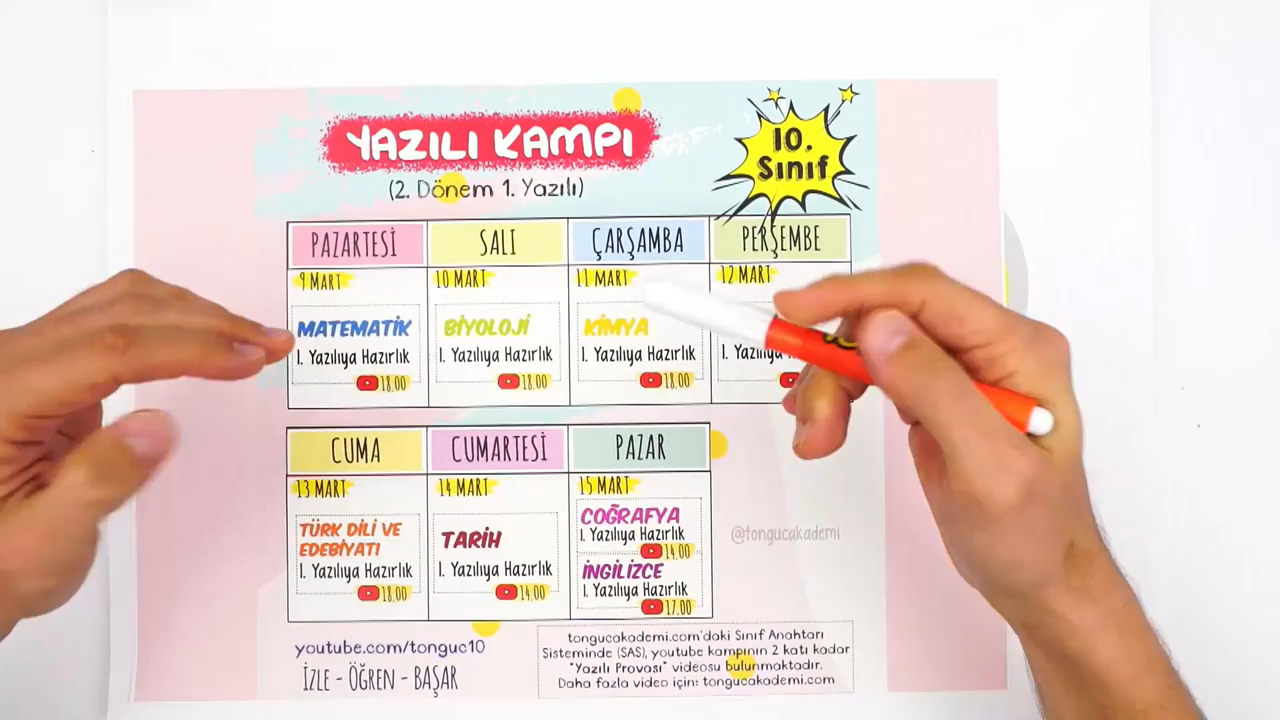 YAZILI KAMPI
(2. Dönem 1. Yazılı)
10.
Sınıf
PAZARTESİ
9 MART
MATEMATİK
1. Yazılıya Hazırlık
18.00
SALI
10 MART
BİYOLOJİ
1. Yazılıya Hazırlık
18.00
ÇARŞAMBA
11 MART
KİMYA
1. Yazılıya Hazırlık
18.00
PERŞEMBE
12 MART
CUMA
13 MART
TÜRK DİLİ VE
EDEBİYATI
1. Yazılıya Hazırlık
18.00
CUMARTESİ
14 MART
TARİH
1. Yazılıya Hazırlık
14.00
PAZAR
15 MART
COĞRAFYA
1. Yazılıya Hazırlık
14.00
İNGİLİZCE
1. Yazılıya Hazırlık
17.00
@tongucakademi
youtube.com/tonguc10
İZLE - ÖĞREN - BAŞAR
tongucakademi.com'daki Sınıf Anahtarı
Sisteminde (SAS), youtube kampının 2 katı kadar
"Yazılı Provası" videosu bulunmaktadır.
Daha fazla video için: tongucakademi.com